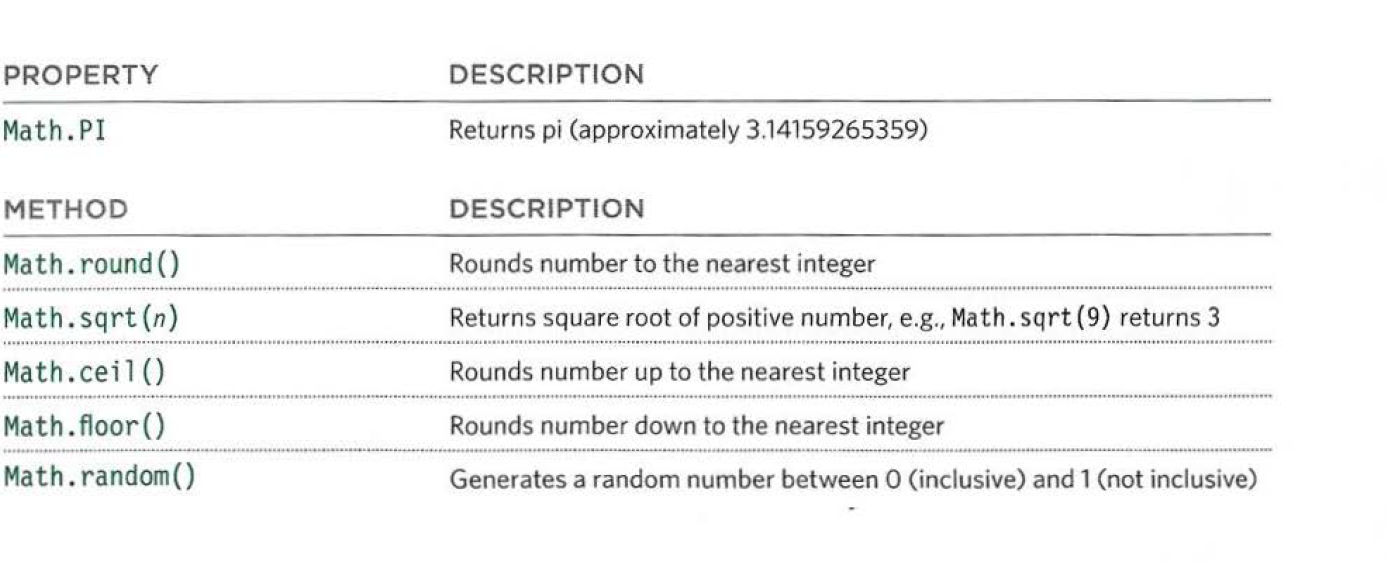 PROPERTY DESCRIPTION
Math.PI Returns pi (approximately 3.14159265359)
METHOD DESCRIPTION
Math.round() Rounds number to the nearest integer
Math.sqrt(n) Returns square root of positive number, e.g., Math.sqrt(9) returns 3
Math.ceil() Rounds number up to the nearest integer
Math.floor() Rounds number down to the nearest integer
Math.random() Generates a random number between 0 (inclusive) and 1 (not inclusive)